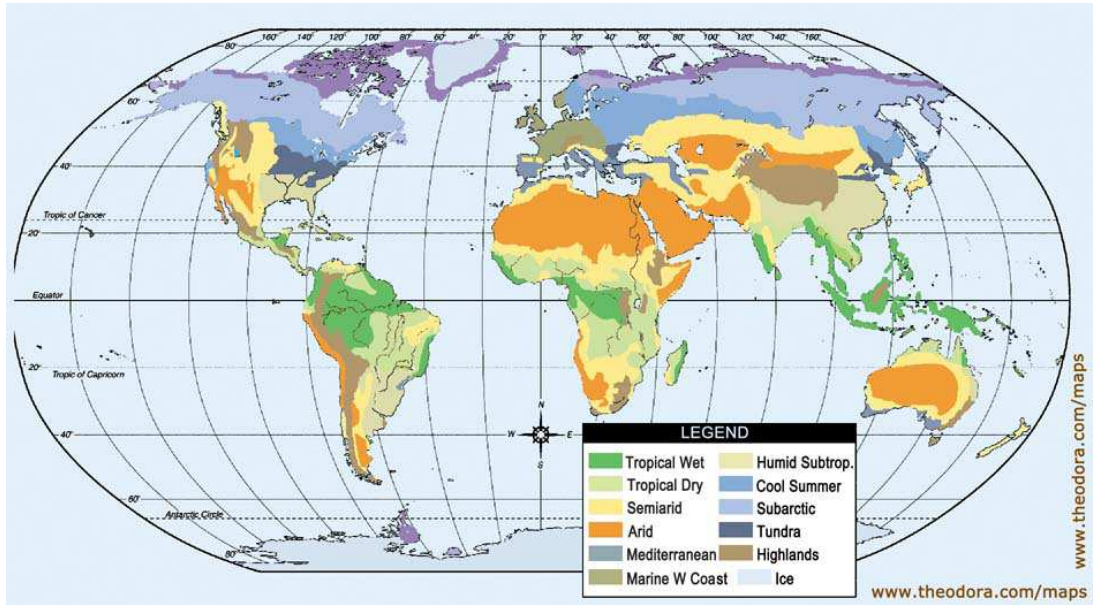 160° 140° 120° 100° 80° 60° 40° 20° 0° 20° 40° 60° 80° 100° 120° 140° 160°
80°
60°
40°
Tropic of Cancer
20°
Equator
0°
20°
Tropic of Capricorn
40°
60°
Antarctic Circle
80°
N
W E
S
LEGEND
Tropical Wet
Tropical Dry
Semiarid
Arid
Mediterranean
Marine W Coast
Humid Subtrop.
Cool Summer
Subarctic
Tundra
Highlands
Ice
www.theodora.com/maps
www.theodora.com/maps